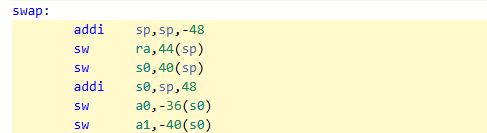 swap:
addi sp,sp,-48
sw ra,44(sp)
sw s0,40(sp)
addi s0,sp,48
sw a0,-36(s0)
sw a1,-40(s0)